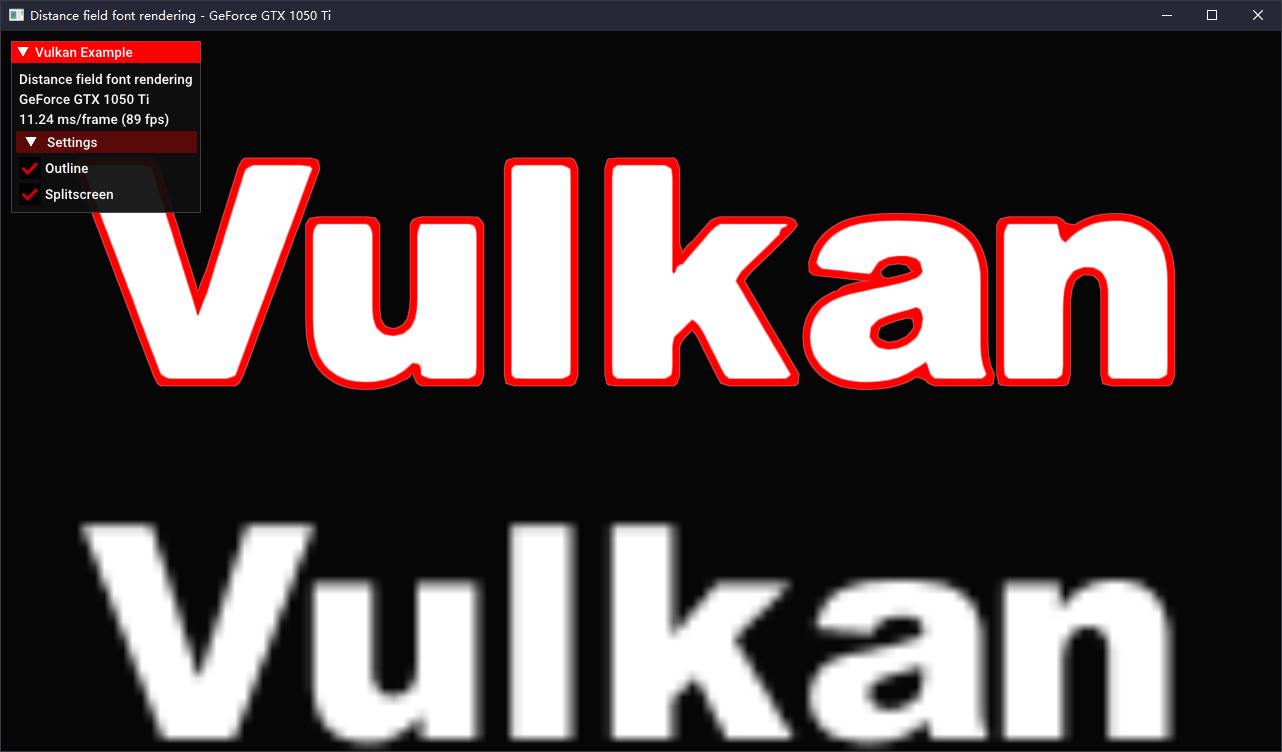 Distance field font rendering - GeForce GTX 1050 Ti
Vulkan Example
Distance field font rendering
GeForce GTX 1050 Ti
11.24 ms/frame (89 fps)
Settings
Outline
Splitscreen
Vulkan
Vulkan